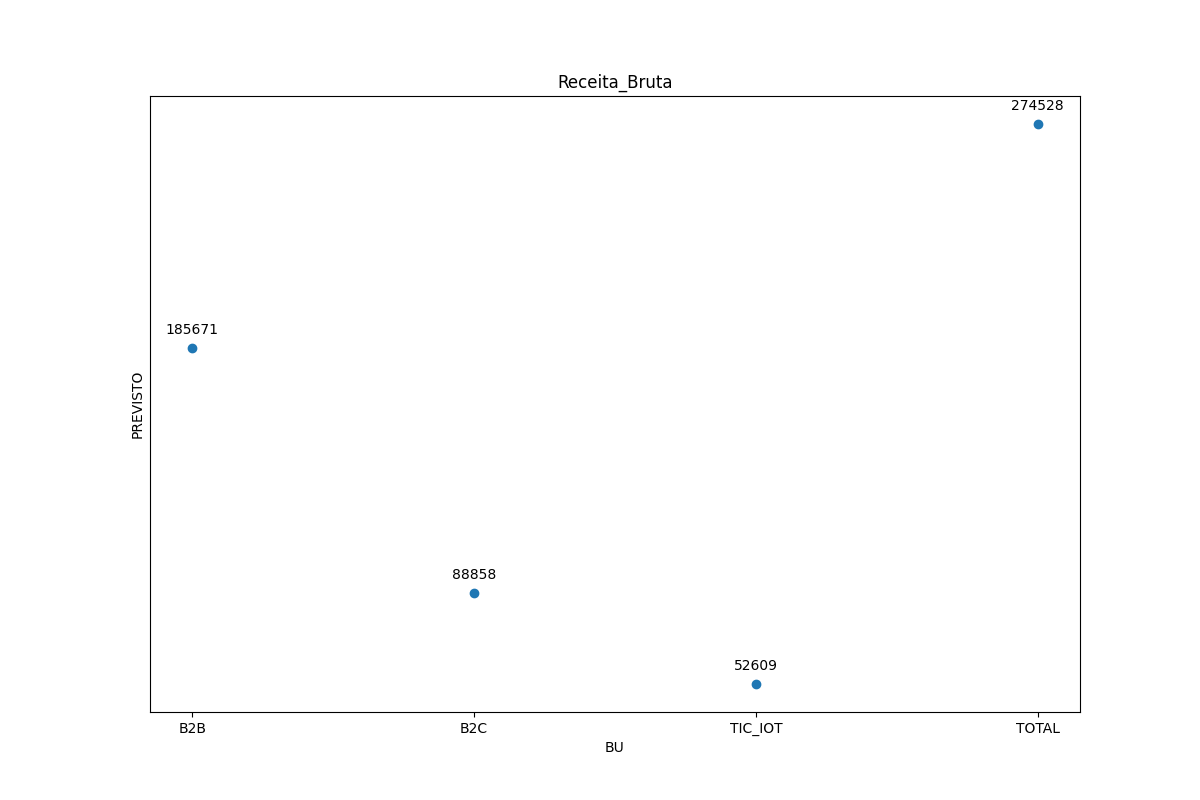 Receita_Bruta
274528
185671
PREVISTO
88858
52609
B2B
B2C
TIC_IOT
TOTAL
BU